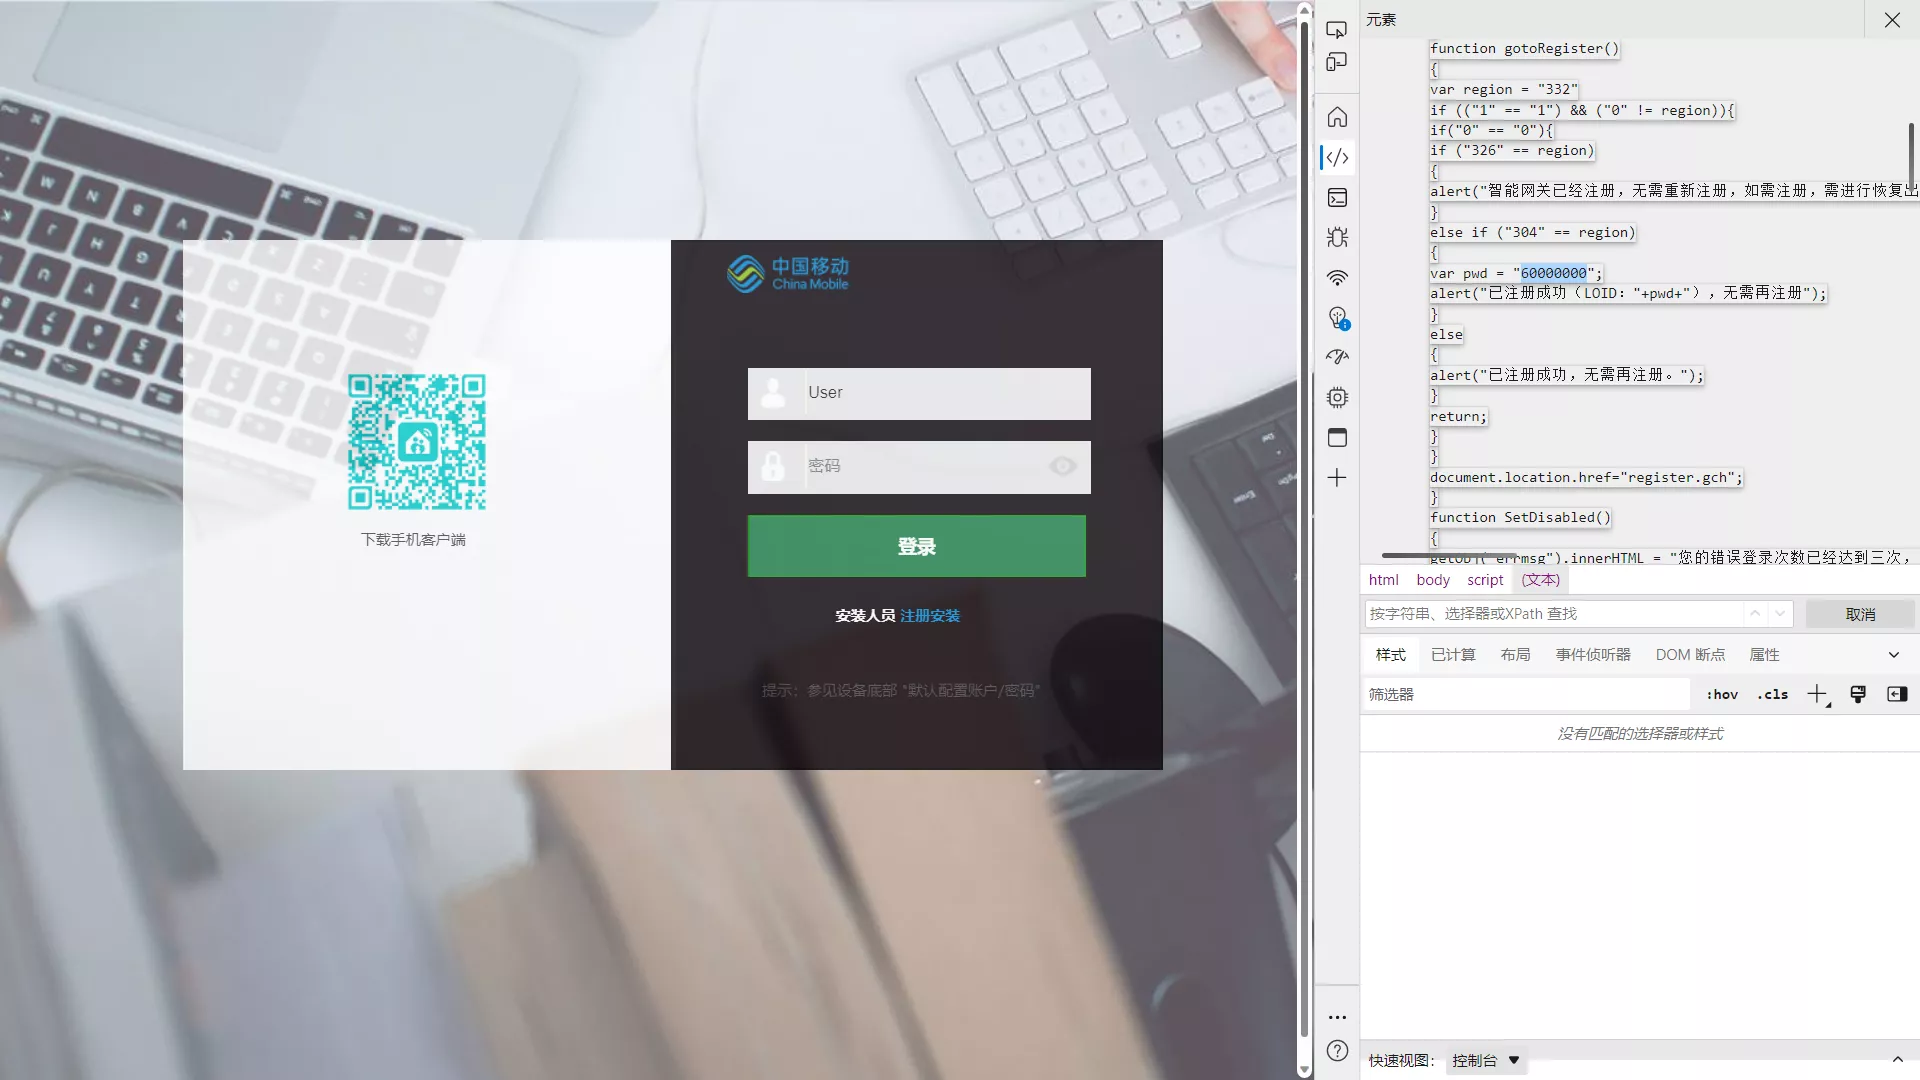 中国移动
China Mobile
User
密码
登录
安装人员 注册安装
提示：参见设备底部 "默认配置账户/密码"
下载手机客户端
元素
function gotoRegister()
{
var region = "332"
if (("1" == "1") && ("0" != region)){
if("0" == "0"){
if ("326" == region)
{
alert("智能网关已经注册，无需重新注册，如需注册，需进行恢复出
}
else if ("304" == region)
{
var pwd = "60000000";
alert("已注册成功（LOID："+pwd+"），无需再注册");
}
else
{
alert("已注册成功，无需再注册。");
}
return;
}
}
document.location.href="register.gch";
}
function SetDisabled()
{
errmsg").innerHTML = "您的错误登录次数已经达到三次，
html body script (文本)
按字符串、选择器或XPath 查找
取消
样式 已计算 布局 事件侦听器 DOM 断点 属性
筛选器
:hov .cls
没有匹配的选择器或样式
快速视图： 控制台